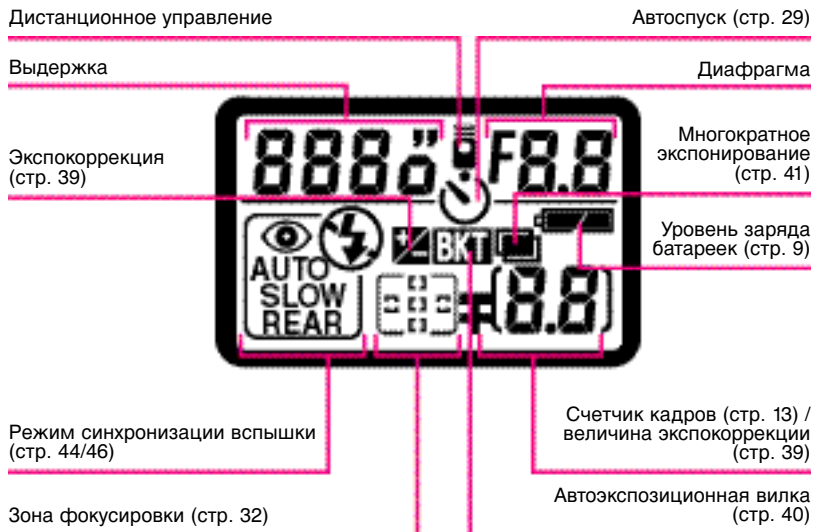 Дистанционное управление
Автоспуск (стр. 29)
Выдержка
Диафрагма
Экспокоррекция
(стр. 39)
Многократное
экспонирование
(стр. 41)
Уровень заряда
батареек (стр. 9)
888 8" F8.8
BKT
AUTO
SLOW
REAR
(8.8)
Режим синхронизации вспышки
(стр. 44/46)
Счетчик кадров (стр. 13) /
величина экспокоррекции
(стр. 39)
Зона фокусировки (стр. 32)
Автоэкспозиционная вилка
(стр. 40)